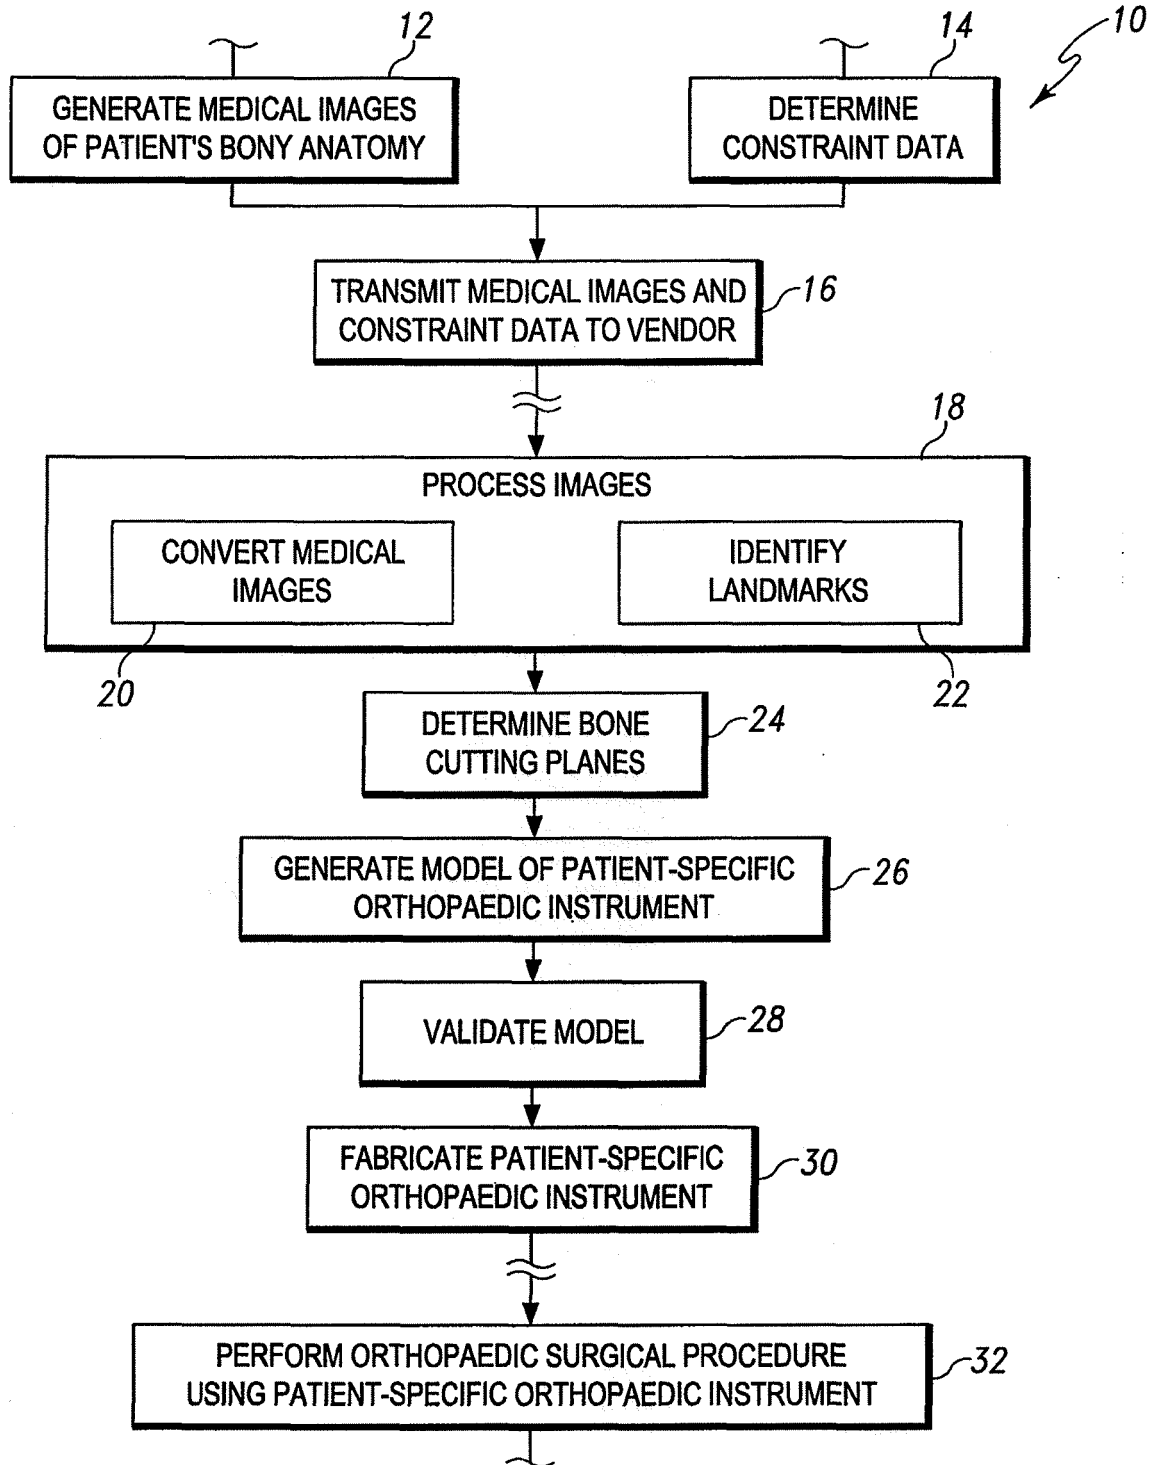 12
14
10
GENERATE MEDICAL IMAGES
OF PATIENT'S BONY ANATOMY
DETERMINE
CONSTRAINT DATA
TRANSMIT MEDICAL IMAGES AND
CONSTRAINT DATA TO VENDOR
16
18
PROCESS IMAGES
CONVERT MEDICAL
IMAGES
IDENTIFY
LANDMARKS
20
22
DETERMINE BONE
CUTTING PLANES
24
GENERATE MODEL OF PATIENT-SPECIFIC
ORTHOPAEDIC INSTRUMENT
26
VALIDATE MODEL
28
FABRICATE PATIENT-SPECIFIC
ORTHOPAEDIC INSTRUMENT
30
PERFORM ORTHOPAEDIC SURGICAL PROCEDURE
USING PATIENT-SPECIFIC ORTHOPAEDIC INSTRUMENT
32